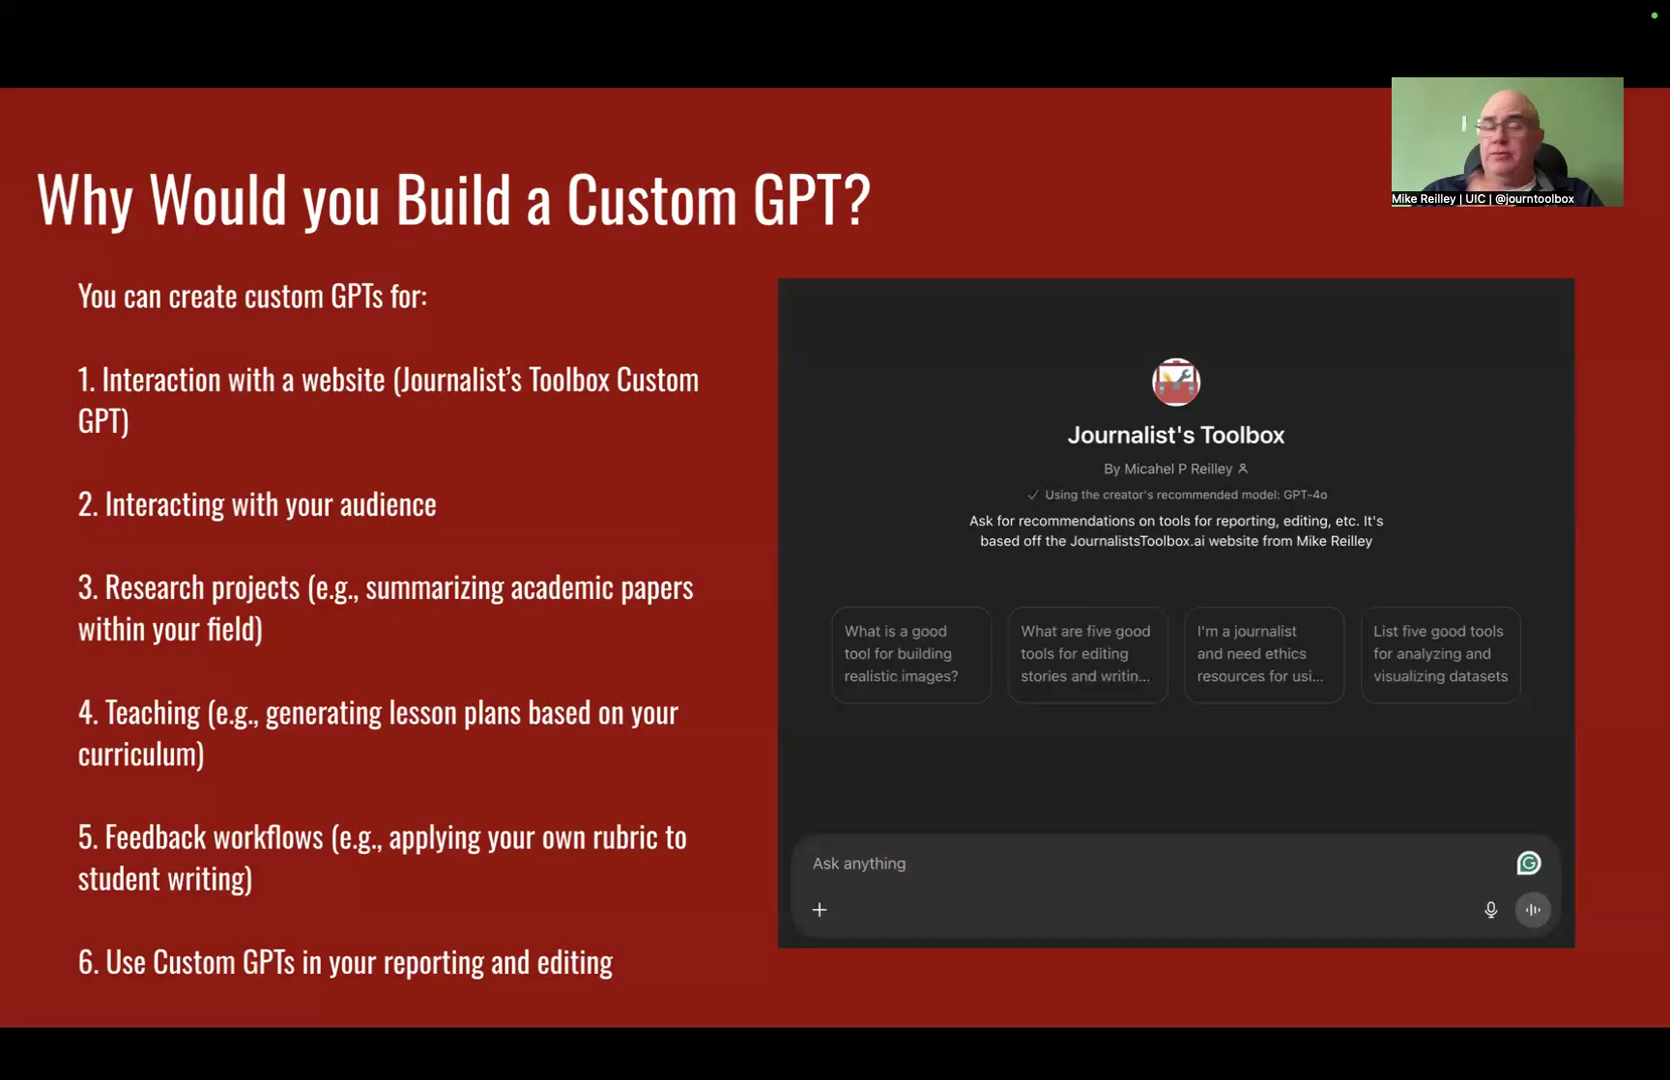 Mike Reilley | UIC | @journtoolbox
Why Would you Build a Custom GPT?
You can create custom GPTs for:
1. Interaction with a website (Journalist's Toolbox Custom
GPT)
2. Interacting with your audience
3. Research projects (e.g., summarizing academic papers
within your field)
4. Teaching (e.g., generating lesson plans based on your
curriculum)
5. Feedback workflows (e.g., applying your own rubric to
student writing)
6. Use Custom GPTs in your reporting and editing
Journalist's Toolbox
By Micahel P Reilley
Using the creator's recommended model: GPT-4o
Ask for recommendations on tools for reporting, editing, etc. It's
based off the JournalistsToolbox.ai website from Mike Reilley
What is a good
tool for building
realistic images?
What are five good
tools for editing
stories and writin...
I'm a journalist
and need ethics
resources for usi...
List five good tools
for analyzing and
visualizing datasets
Ask anything